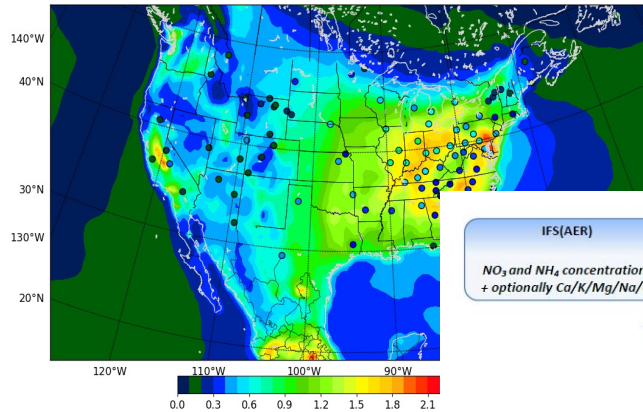 140°W
40°N
30°N
130°W
20°N
120°W
110°W
100°W
90°W
0.0 0.3 0.6 0.9 1.2 1.5 1.8 2.1
IFS(AER)
NO₃ and NH₄ concentration
+ optionally Ca/K/Mg/Na/